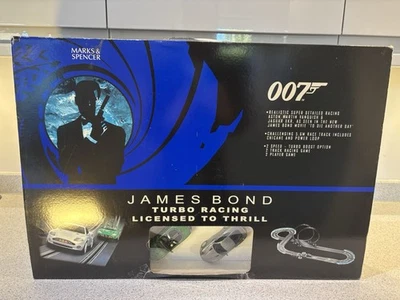 MARKS &
SPENCER
007
•REALISTIC SUPER DETAILED RACING
ASTON MARTIN VANQUISH &
JAGUAR XKR. AS SEEN IN THE NEW
JAMES BOND MOVIE "DIE ANOTHER DAY"
•CHALLENGING 5.6M RACE TRACK INCLUDES
CHICANE AND POWER LOOP
•2 SPEED - TURBO BOOST OPTION
2 TRACK RACING GAME
2 PLAYER GAME
JAMES BOND
TURBO RACING
LICENSED TO THRILL